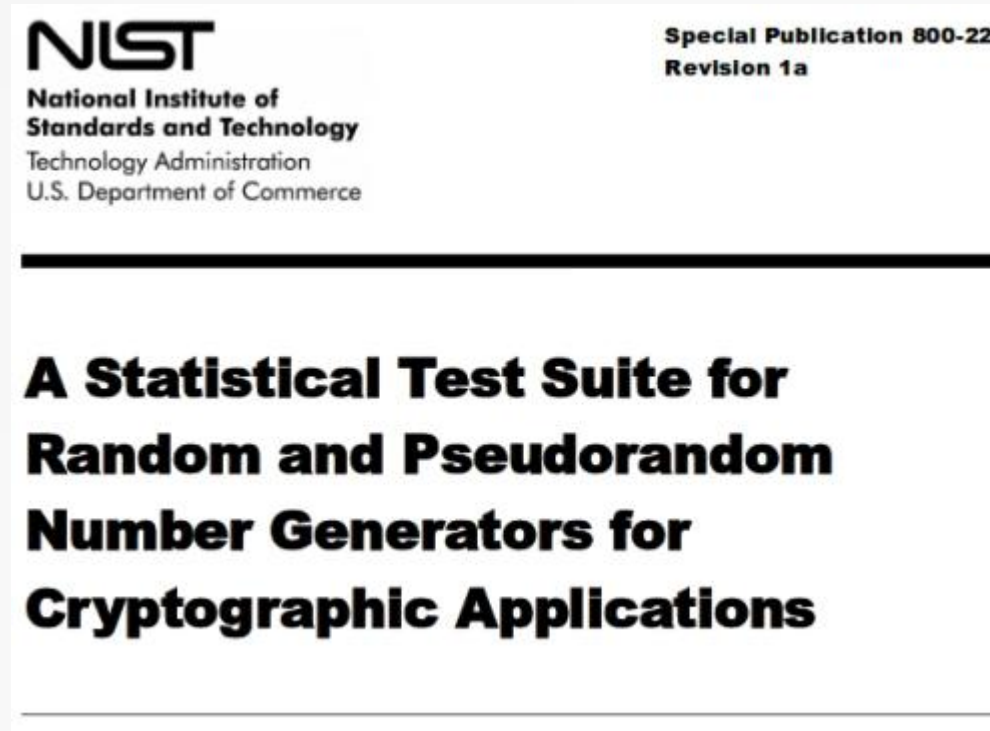 NIST
Special Publication 800-22
Revision 1a
National Institute of
Standards and Technology
Technology Administration
U.S. Department of Commerce
A Statistical Test Suite for
Random and Pseudorandom
Number Generators for
Cryptographic Applications